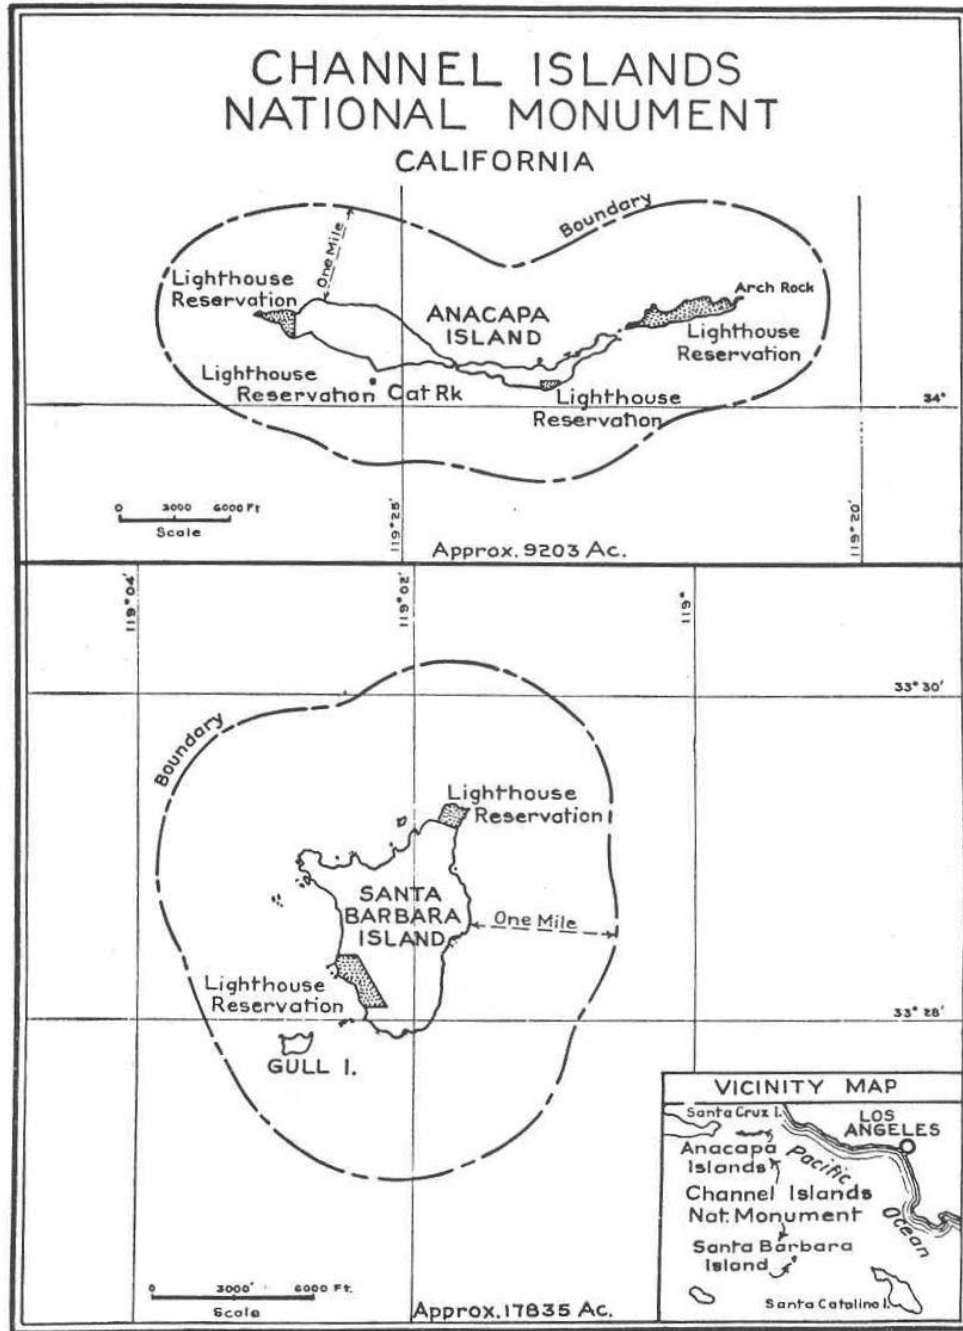 CHANNEL ISLANDS
NATIONAL MONUMENT
CALIFORNIA
Boundary
One Mile
Lighthouse
Reservation
ANACAPA
ISLAND
Arch Rock
Lighthouse
Reservation
Lighthouse
Reservation
Cat Rk
Lighthouse
Reservation
34°
0 3000 6000 Ft
Scale
119° 25'
119° 20'
Approx. 9203 Ac.
119° 04'
119° 02'
119°
33° 30'
Boundary
Lighthouse
Reservation
SANTA
BARBARA
ISLAND
One Mile
Lighthouse
Reservation
33° 28'
GULL I.
0 3000' 6000 Ft.
Scale
Approx. 17835 Ac.
VICINITY MAP
Santa Cruz I.
LOS
ANGELES
Anacapa
Islands
Pacific
Ocean
Channel Islands
Nat. Monument
Santa Barbara
Island
Santa Catalina I.